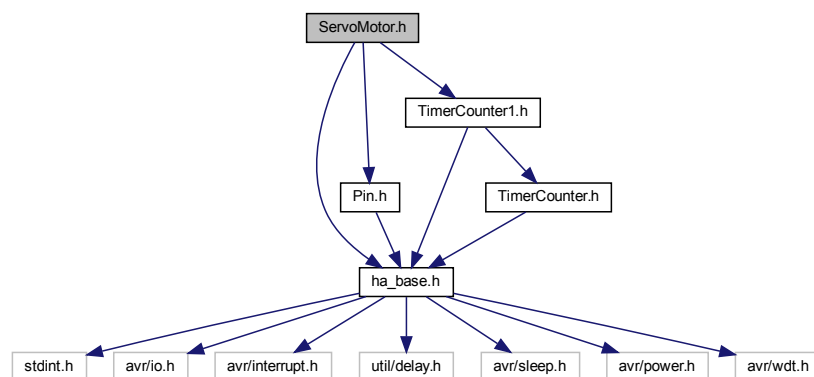 ServoMotor.h
TimerCounter1.h
Pin.h
TimerCounter.h
ha_base.h
stdint.h
avr/io.h
avr/interrupt.h
util/delay.h
avr/sleep.h
avr/power.h
avr/wdt.h